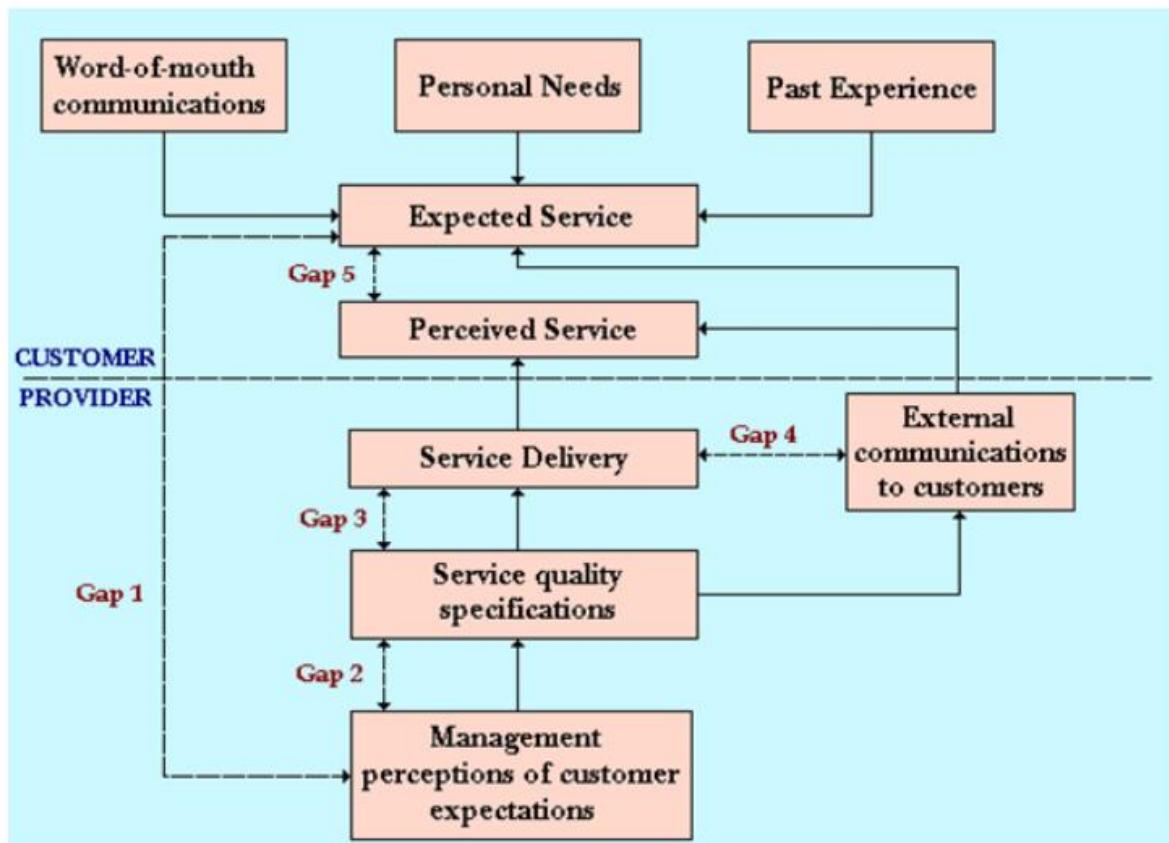 Word-of-mouth
communications
Personal Needs
Past Experience
Expected Service
Gap 5
Perceived Service
CUSTOMER
PROVIDER
External
communications
to customers
Gap 4
Service Delivery
Gap 3
Service quality
specifications
Gap 1
Gap 2
Management
perceptions of customer
expectations